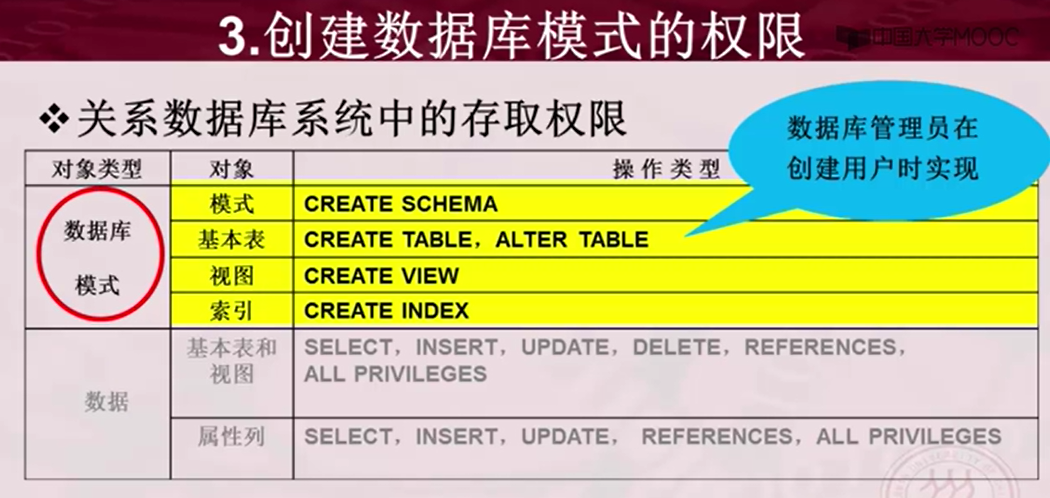 3.创建数据库模式的权限
中国大学MOOC
❖关系数据库系统中的存取权限
数据库管理员在
创建用户时实现
对象类型 对象 操作类型
数据库
模式
模式 CREATE SCHEMA
基本表 CREATE TABLE，ALTER TABLE
视图 CREATE VIEW
索引 CREATE INDEX
数据
基本表和
视图
SELECT，INSERT，UPDATE，DELETE，REFERENCES，
ALL PRIVILEGES
属性列 SELECT，INSERT，UPDATE， REFERENCES，ALL PRIVILEGES